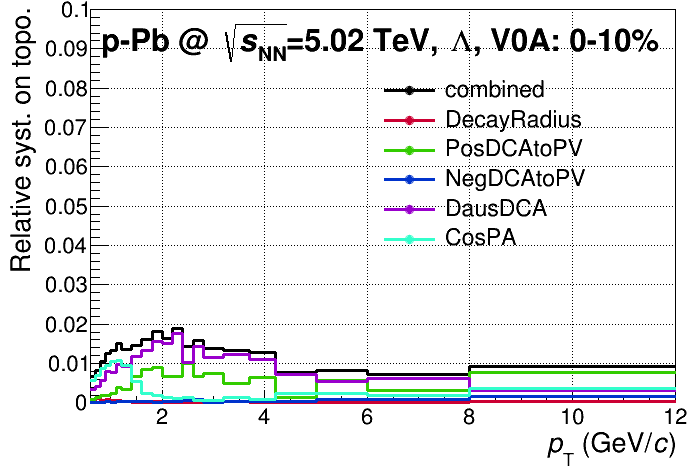 p-Pb @ √sNN=5.02 TeV, Λ, V0A: 0-10%
Relative syst. on topo.
combined
DecayRadius
PosDCAtoPV
NegDCAtoPV
DausDCA
CosPA
0.1
0.09
0.08
0.07
0.06
0.05
0.04
0.03
0.02
0.01
0
2
4
6
8
10
12
pT (GeV/c)